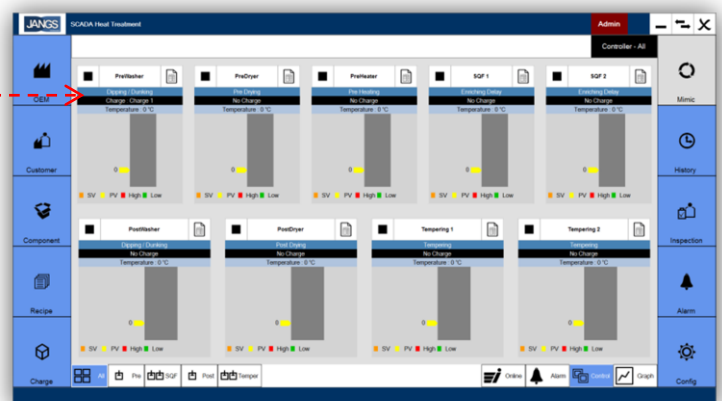 JANGS SCADA Heat Treatment Admin
Controller - All
OEM
Customer
Component
Recipe
Charge
PreWasher
Dipping / Dunking
Charge : Charge 1
Temperature : 0 °C
0
SV PV High Low
PreDryer
Pre Drying
No Charge
Temperature : 0 °C
0
SV PV High Low
PreHeater
Pre Heating
No Charge
Temperature : 0 °C
0
SV PV High Low
SQF 1
Enriching Delay
No Charge
Temperature : 0 °C
0
SV PV High Low
SQF 2
Enriching Delay
No Charge
Temperature : 0 °C
0
SV PV High Low
PostWasher
Dipping / Dunking
No Charge
Temperature : 0 °C
0
SV PV High Low
PostDryer
Post Drying
No Charge
Temperature : 0 °C
0
SV PV High Low
Tempering 1
Tempering
No Charge
Temperature : 0 °C
0
SV PV High Low
Tempering 2
Tempering
No Charge
Temperature : 0 °C
0
SV PV High Low
All Pre SQF Post Temper Online Alarm Control Graph
Mimic
History
Inspection
Alarm
Config